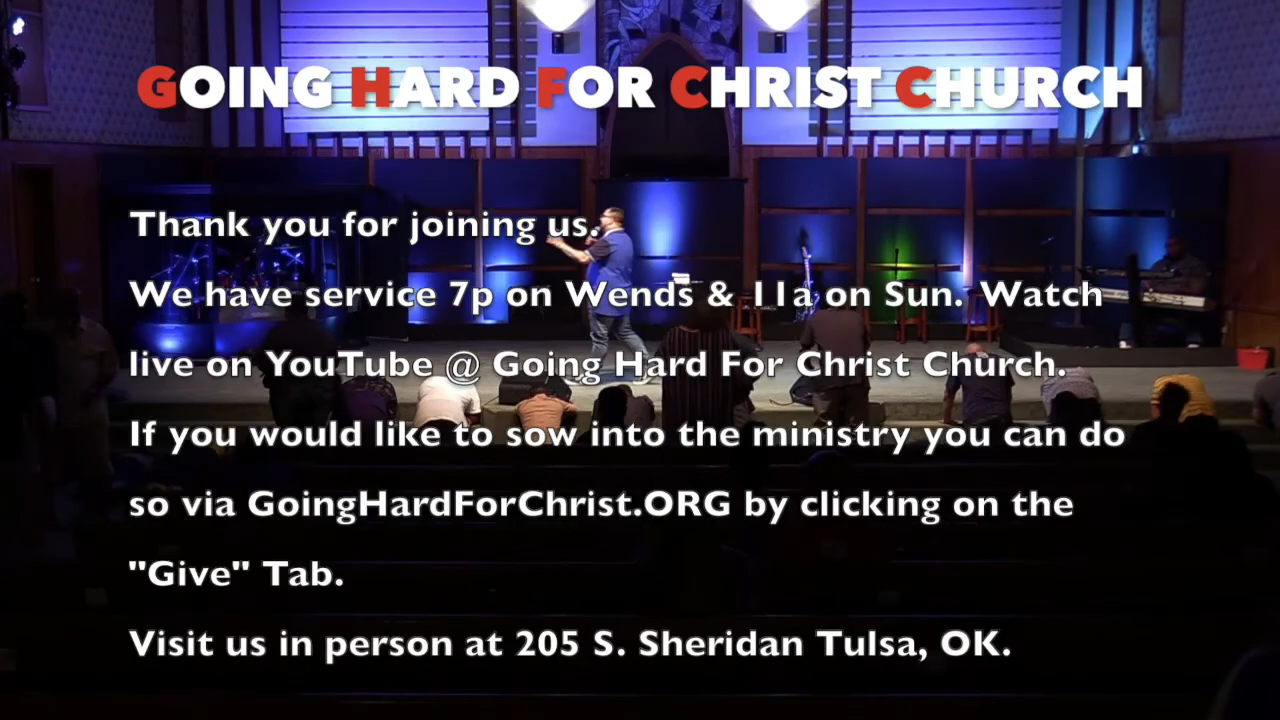 GOING HARD FOR CHRIST CHURCH
Thank you for joining us.
We have service 7p on Wends & 11a on Sun.  Watch
live on YouTube @ Going Hard For Christ Church.
If you would like to sow into the ministry you can do
so via GoingHardForChrist.ORG by clicking on the
"Give" Tab.
Visit us in person at 205 S. Sheridan Tulsa, OK.